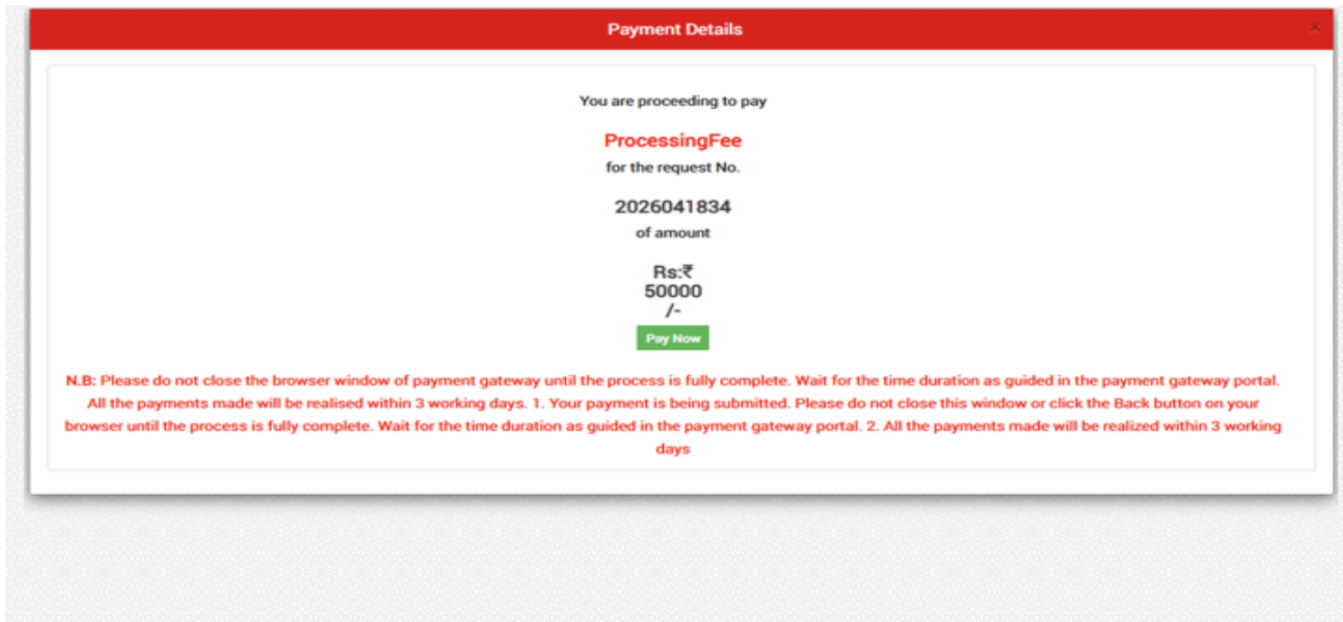 Payment Details
×
You are proceeding to pay
ProcessingFee
for the request No.
2026041834
of amount
Rs:₹
50000
/-
Pay Now
N.B: Please do not close the browser window of payment gateway until the process is fully complete. Wait for the time duration as guided in the payment gateway portal.
All the payments made will be realised within 3 working days. 1. Your payment is being submitted. Please do not close this window or click the Back button on your
browser until the process is fully complete. Wait for the time duration as guided in the payment gateway portal. 2. All the payments made will be realized within 3 working
days